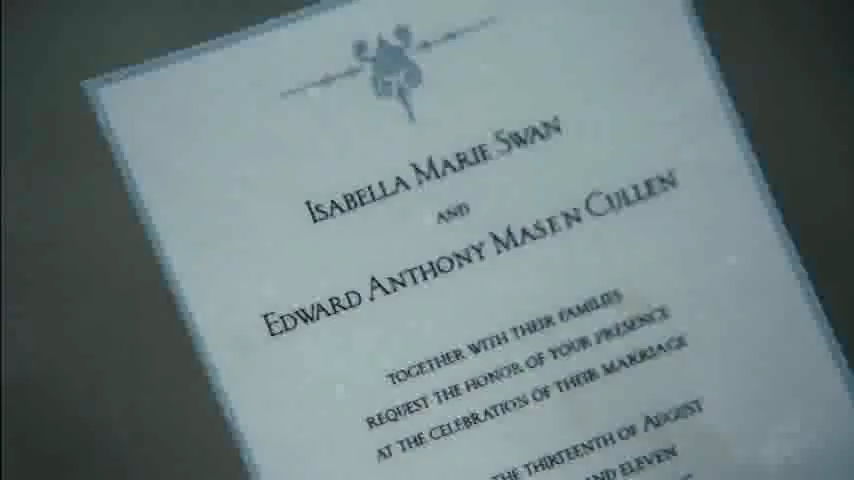 ISABELLA MARIE SWAN
AND
EDWARD ANTHONY MASEN CULLEN
TOGETHER WITH THEIR FAMILIES
REQUEST THE HONOR OF YOUR PRESENCE
AT THE CELEBRATION OF THEIR MARRIAGE
THE THIRTEENTH OF AUGUST
AND ELEVEN